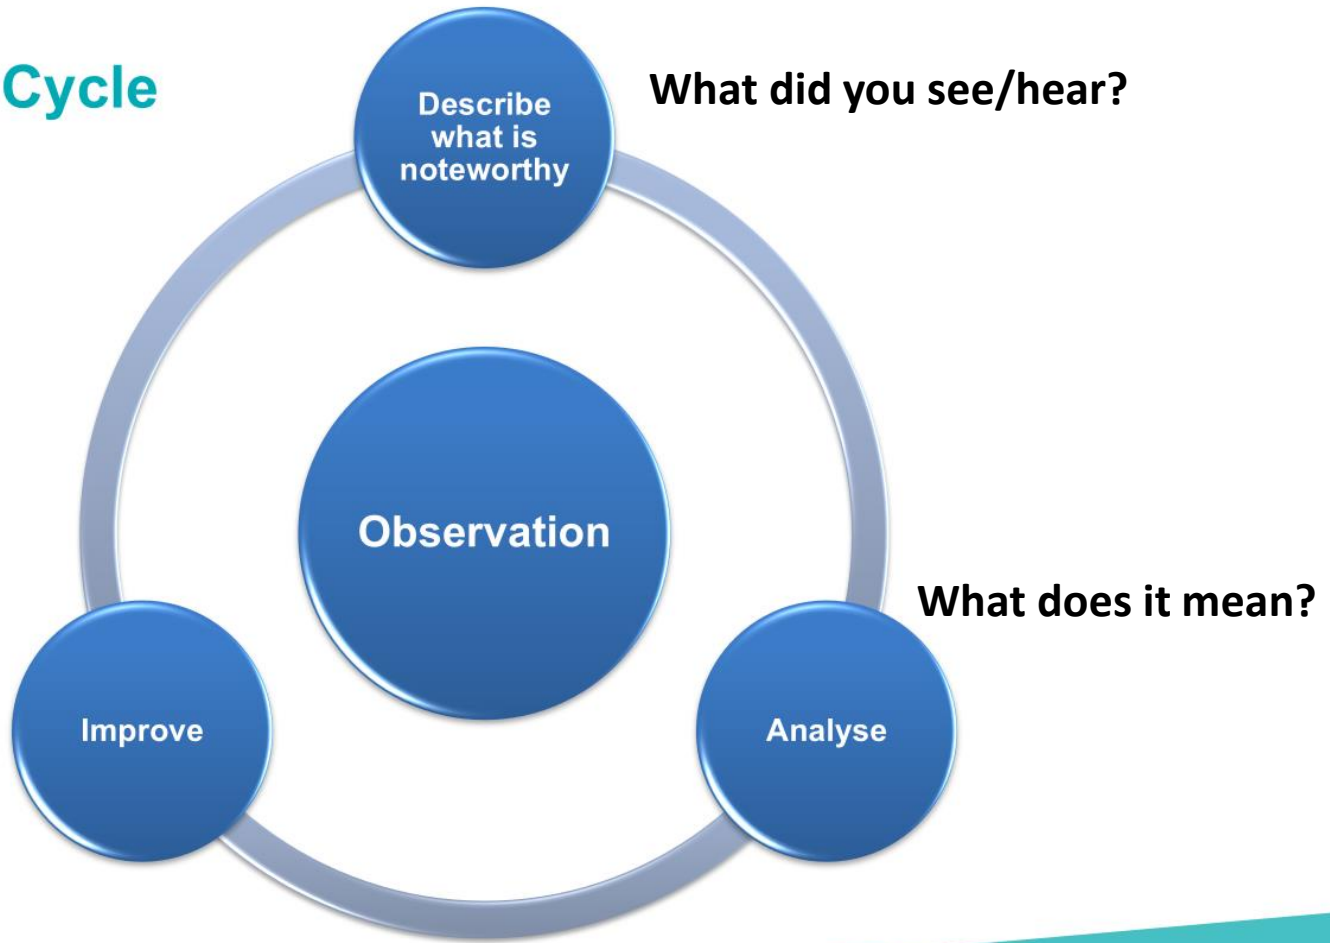 Cycle
Describe
what is
noteworthy
What did you see/hear?
Observation
What does it mean?
Improve
Analyse